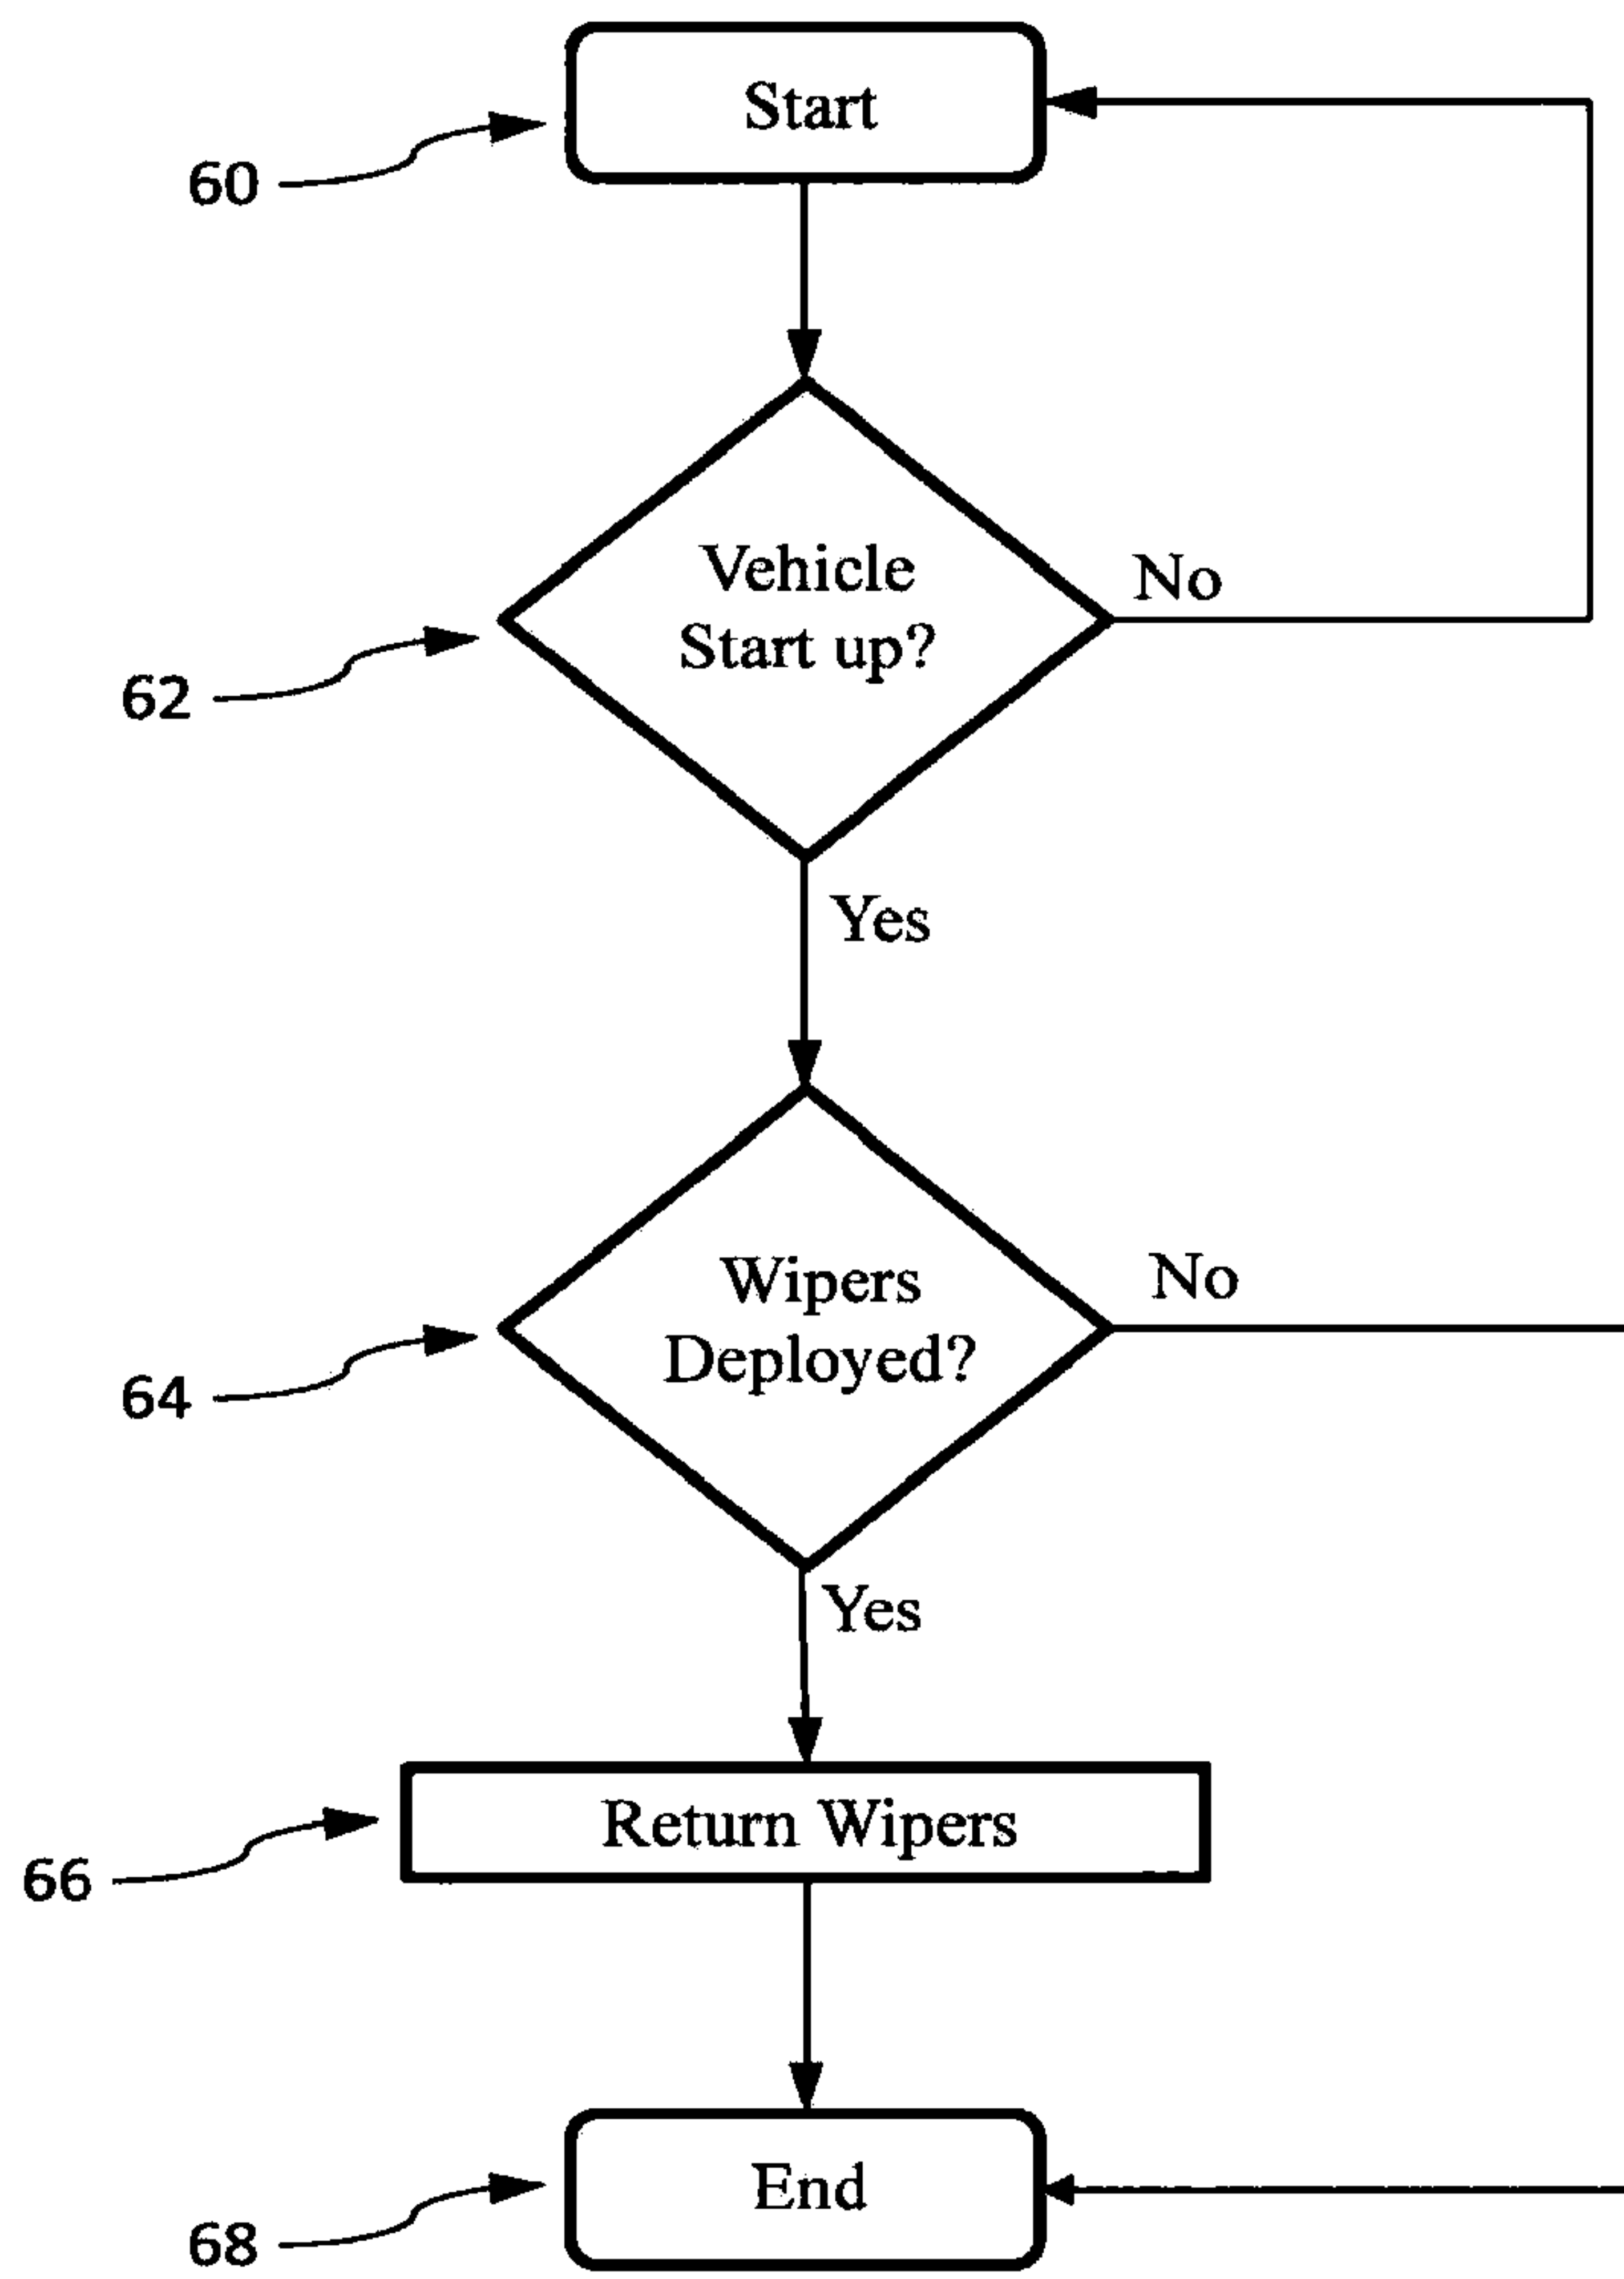 Start
60
Vehicle
Start up?
No
62
Yes
Wipers
Deployed?
No
64
Yes
Return Wipers
66
End
68